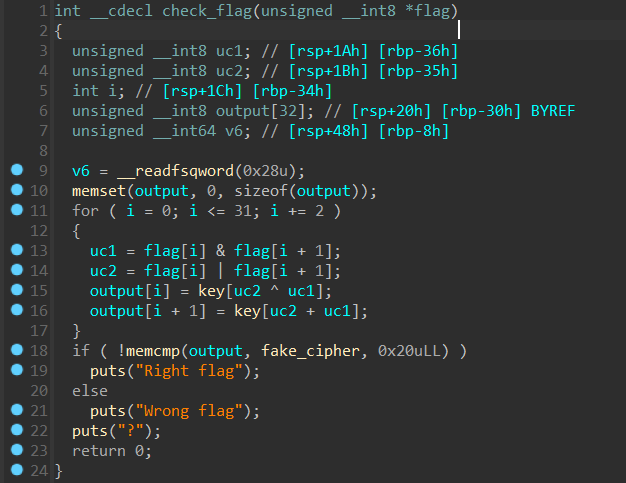 1 int __cdecl check_flag(unsigned __int8 *flag)
2 {
3 unsigned __int8 uc1; // [rsp+1Ah] [rbp-36h]
4 unsigned __int8 uc2; // [rsp+1Bh] [rbp-35h]
5 int i; // [rsp+1Ch] [rbp-34h]
6 unsigned __int8 output[32]; // [rsp+20h] [rbp-30h] BYREF
7 unsigned __int64 v6; // [rsp+48h] [rbp-8h]
8
9 v6 = __readfsqword(0x28u);
10 memset(output, 0, sizeof(output));
11 for ( i = 0; i <= 31; i += 2 )
12 {
13 uc1 = flag[i] & flag[i + 1];
14 uc2 = flag[i] | flag[i + 1];
15 output[i] = key[uc2 ^ uc1];
16 output[i + 1] = key[uc2 + uc1];
17 }
18 if ( !memcmp(output, fake_cipher, 0x20uLL) )
19 puts("Right flag");
20 else
21 puts("Wrong flag");
22 puts("?");
23 return 0;
24 }